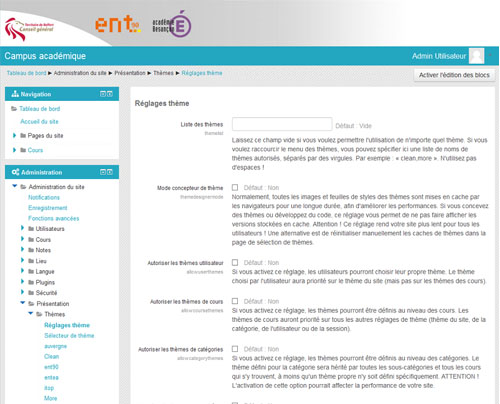 Territoire de Belfort
Conseil général
ent
90
académie
Besançon
Campus académique
Admin Utilisateur
Tableau de bord ► Administration du site ► Présentation ► Thèmes ► Réglages thème
Activer l'édition des blocs
Navigation
Tableau de bord
Accueil du site
Pages du site
Cours
Administration
Administration du site
Notifications
Enregistrement
Fonctions avancées
Utilisateurs
Cours
Notes
Lieu
Langue
Plugins
Sécurité
Présentation
Thèmes
Réglages thème
Sélecteur de thème
auvergne
Clean
ent90
entea
itop
More
Réglages thème
Liste des thèmes
themelist
Défaut : Vide
Laissez ce champ vide si vous voulez permettre l'utilisation de n'importe quel thème. Si vous
voulez raccourcir le menu des thèmes, vous pouvez spécifier ici une liste de noms de
thèmes autorisés, séparés par des virgules. Par exemple : « clean,more ». N'utilisez pas
d'espaces !
Mode concepteur de thème
themedesignermode
Défaut : Non
Normalement, toutes les images et feuilles de styles des thèmes sont mises en cache par
les navigateurs pour une longue durée, afin d'améliorer les performances. Si vous concevez
des thèmes ou développez du code, ce réglage vous permet de ne pas faire afficher les
versions stockées en cache. Attention ! Ce réglage rend votre site plus lent pour tous les
utilisateurs ! Une alternative est de réinitialiser manuellement les caches de thèmes dans la
page de sélection de thèmes.
Autoriser les thèmes utilisateur
allowuserthemes
Défaut : Non
Si vous activez ce réglage, les utilisateurs pourront choisir leur propre thème. Le thème
choisi par l'utilisateur aura priorité sur le thème du site (mais pas sur les thèmes des cours).
Autoriser les thèmes de cours
allowcoursethemes
Défaut : Non
Si vous activez ce réglage, les thèmes pourront être définis au niveau des cours. Les
thèmes de cours auront priorité sur tous les autres réglages de thème (thème du site, de la
catégorie, de l'utilisateur ou de la session).
Autoriser les thèmes de catégories
allowcategorythemes
Défaut : Non
Si vous activez ce réglage, les thèmes pourront être définis au niveau des catégories. Le
thème défini pour la catégorie sera hérité par toutes les sous-catégories et tous les cours
qui s'y trouvent, à moins qu'un thème propre n'y soit défini spécifiquement. ATTENTION !
L'activation de cette option pourrait affecter la performance de votre site.